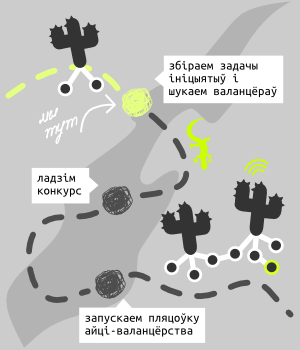 збіраем задачы
ініцыятыў і
шукаем валанцёраў
мы
тут
ладзім
конкурс
запускаем пляцоўку
айці-валанцёрства